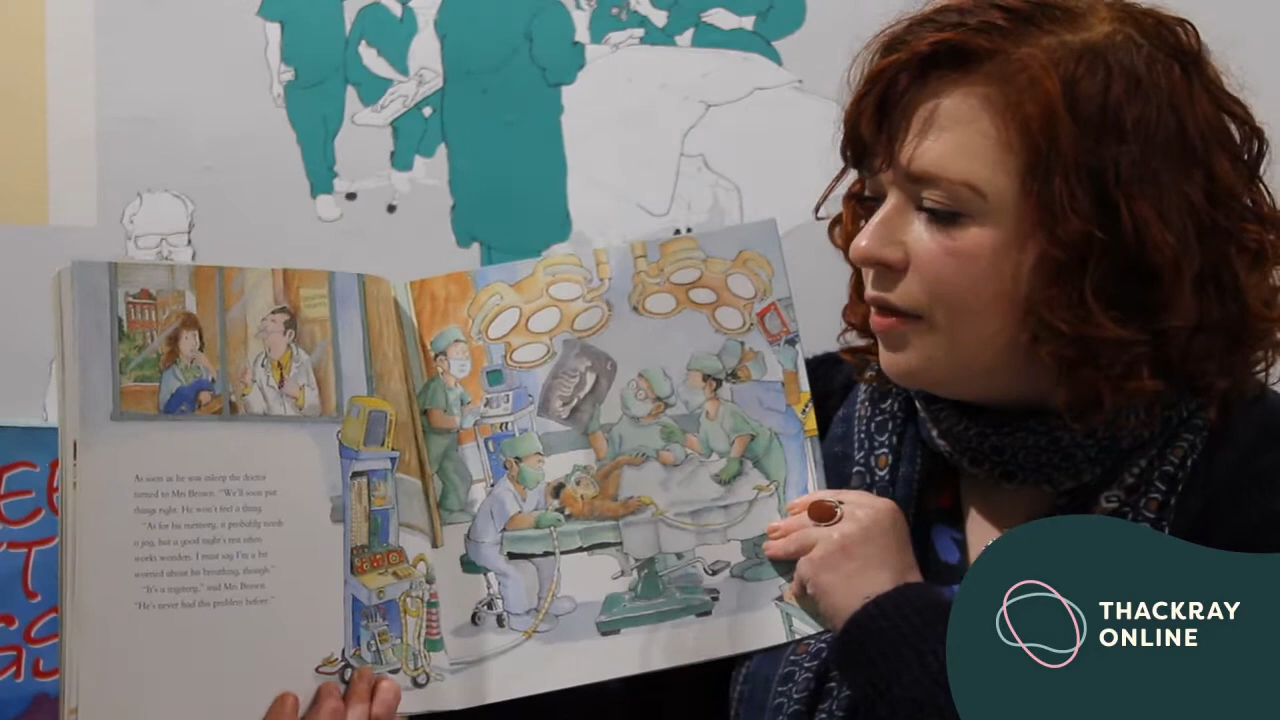 As soon as he was asleep the doctor
turned to Mrs Brown. "We'll soon put
things right. He won't feel a thing.
"As for his memory, it probably needs
a jog, but a good night's rest often
works wonders. I must say I'm a bit
worried about his breathing, though."
"It's a mystery," said Mrs Brown.
"He's never had this problem before."
THACKRAY
ONLINE